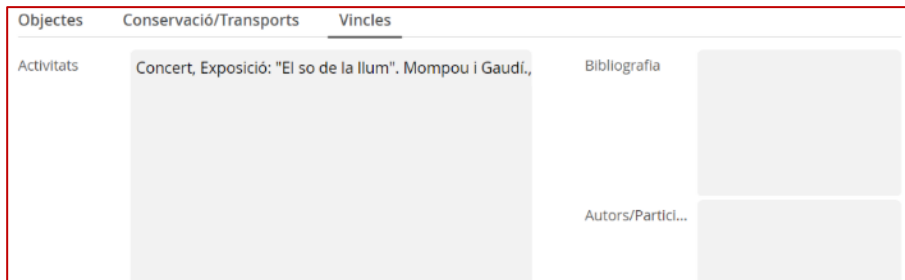 Objectes Conservació/Transports Vincles
Activitats
Concert, Exposició: "El so de la llum". Mompou i Gaudí.,
Bibliografia
Autors/Partici...